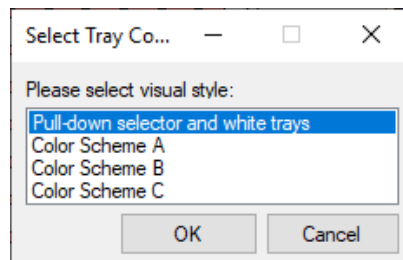 Select Tray Co...
Please select visual style:
Pull-down selector and white trays
Color Scheme A
Color Scheme B
Color Scheme C
OK Cancel